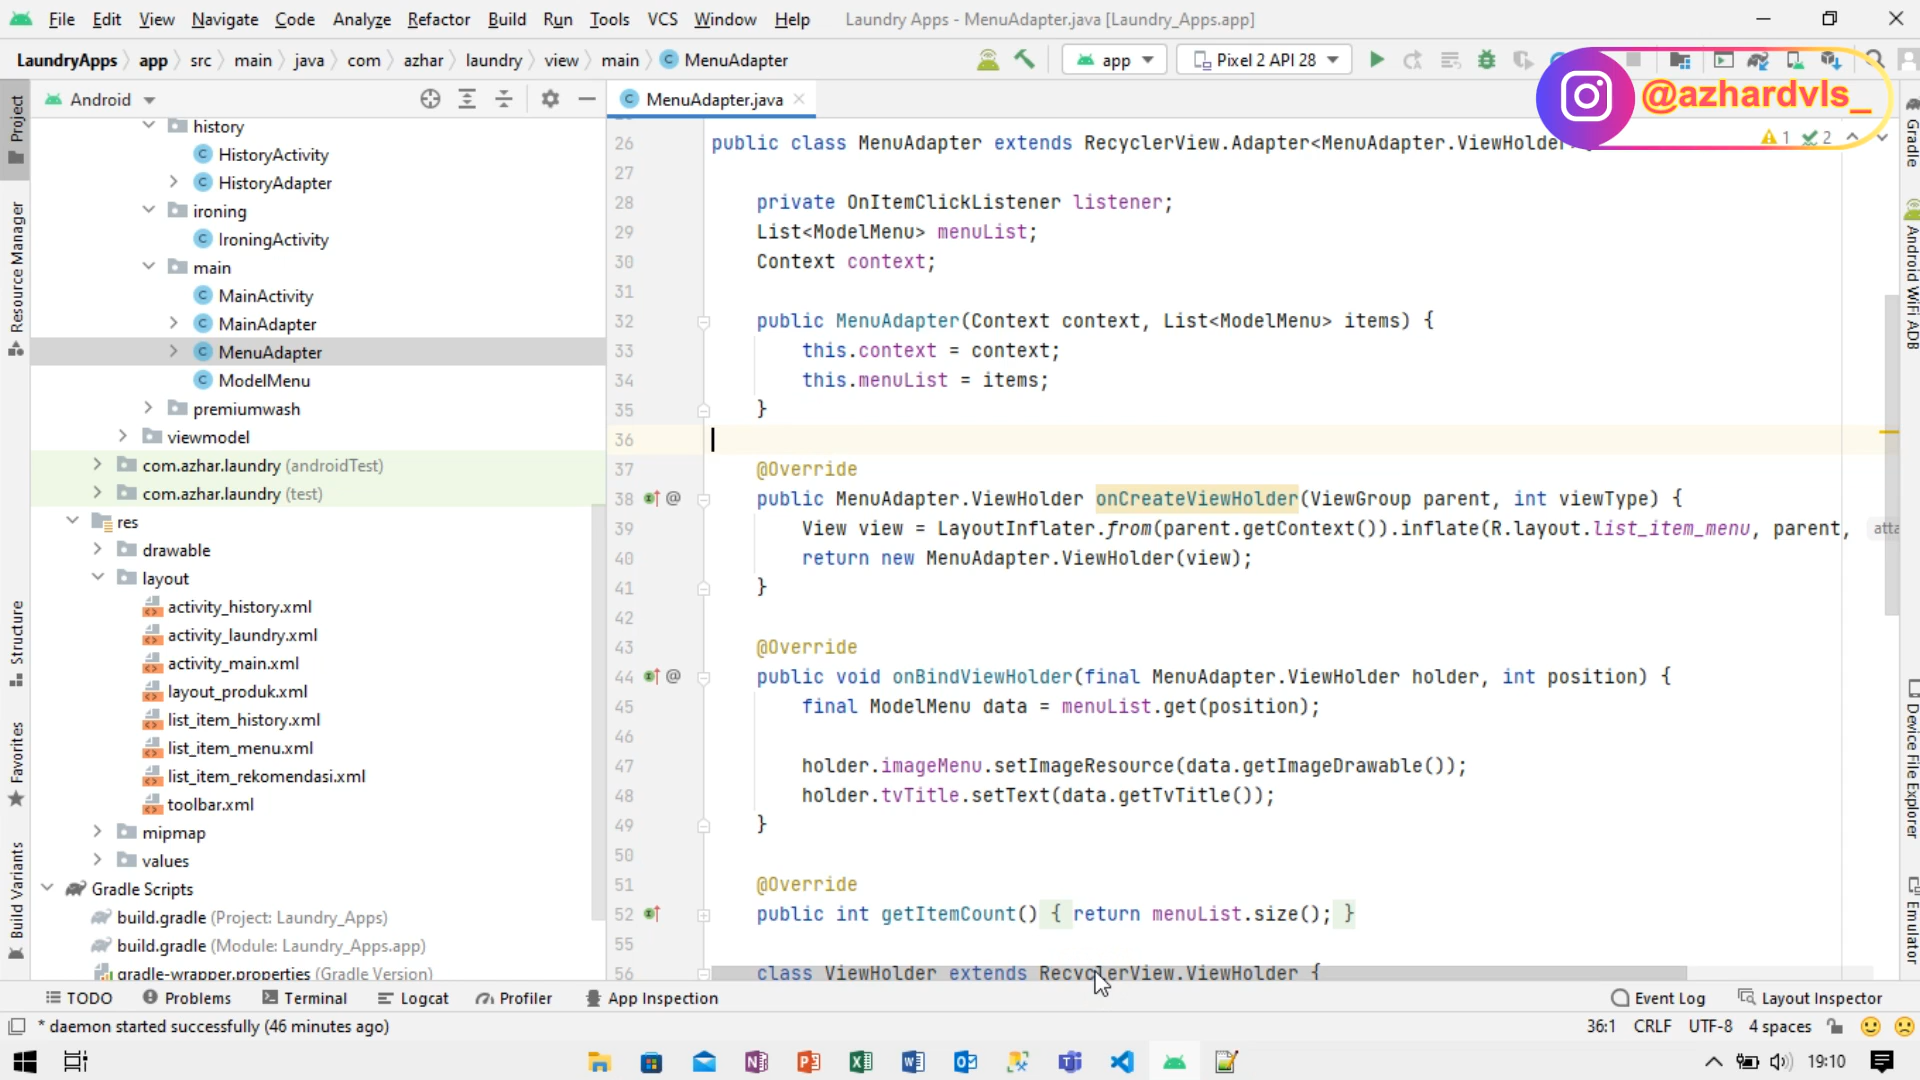 File Edit View Navigate Code Analyze Refactor Build Run Tools VCS Window Help Laundry Apps - MenuAdapter.java [Laundry_Apps.app]
LaundryApps app src main java com azhar laundry view main MenuAdapter app Pixel 2 API 28
@azhardvls_
Android
MenuAdapter.java
Project
Resource Manager
Structure
Favorites
Build Variants
history
HistoryActivity
HistoryAdapter
ironing
IroningActivity
main
MainActivity
MainAdapter
MenuAdapter
ModelMenu
premiumwash
viewmodel
com.azhar.laundry (androidTest)
com.azhar.laundry (test)
res
drawable
layout
activity_history.xml
activity_laundry.xml
activity_main.xml
layout_produk.xml
list_item_history.xml
list_item_menu.xml
list_item_rekomendasi.xml
toolbar.xml
mipmap
values
Gradle Scripts
build.gradle (Project: Laundry_Apps)
build.gradle (Module: Laundry_Apps.app)
gradle-wrapper.properties (Gradle Version)
1 2
26 public class MenuAdapter extends RecyclerView.Adapter<MenuAdapter.ViewHolder
27
28 private OnItemClickListener listener;
29 List<ModelMenu> menuList;
30 Context context;
31
32 public MenuAdapter(Context context, List<ModelMenu> items) {
33 this.context = context;
34 this.menuList = items;
35 }
36
37 @Override
38 @ public MenuAdapter.ViewHolder onCreateViewHolder(ViewGroup parent, int viewType) {
39 View view = LayoutInflater.from(parent.getContext()).inflate(R.layout.list_item_menu, parent, atta
40 return new MenuAdapter.ViewHolder(view);
41 }
42
43 @Override
44 @ public void onBindViewHolder(final MenuAdapter.ViewHolder holder, int position) {
45 final ModelMenu data = menuList.get(position);
46
47 holder.imageMenu.setImageResource(data.getImageDrawable());
48 holder.tvTitle.setText(data.getTvTitle());
49 }
50
51 @Override
52 public int getItemCount() { return menuList.size(); }
55
56 class ViewHolder extends RecyclerView.ViewHolder {
Gradle
Android WiFi ADB
Device File Explorer
Emulator
TODO Problems Terminal Logcat Profiler App Inspection Event Log Layout Inspector
* daemon started successfully (46 minutes ago) 36:1 CRLF UTF-8 4 spaces
19:10